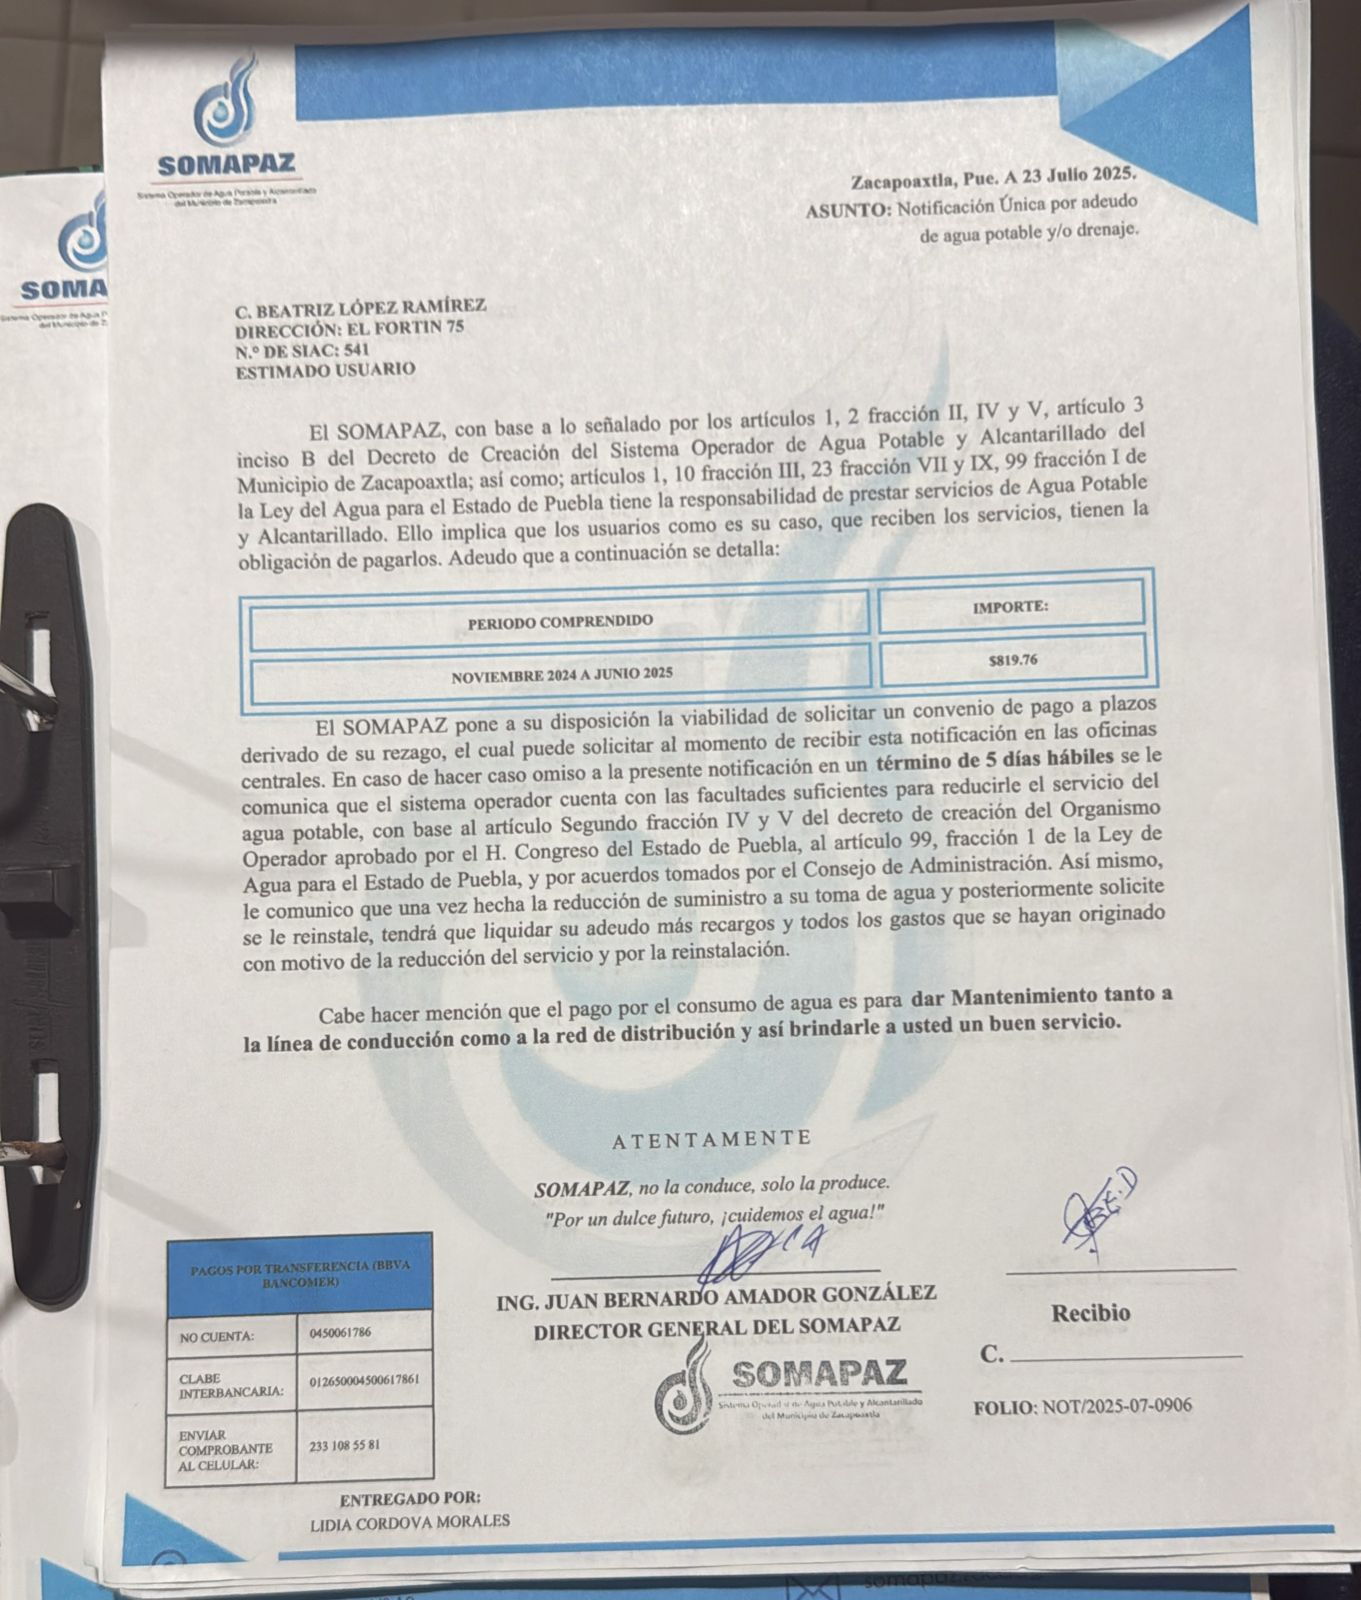 SOMAPAZ
Sistema Operador de Agua Potable y Alcantarillado
del Municipio de Zacapoaxtla
SOMA
Sistema Operador de Agua P
del Municipio de Z
Zacapoaxtla, Pue. A 23 Julio 2025.
ASUNTO: Notificación Única por adeudo
de agua potable y/o drenaje.
C. BEATRIZ LÓPEZ RAMÍREZ
DIRECCIÓN: EL FORTIN 75
N.º DE SIAC: 541
ESTIMADO USUARIO
El SOMAPAZ, con base a lo señalado por los artículos 1, 2 fracción II, IV y V, artículo 3
inciso B del Decreto de Creación del Sistema Operador de Agua Potable y Alcantarillado del
Municipio de Zacapoaxtla; así como; artículos 1, 10 fracción III, 23 fracción VII y IX, 99 fracción I de
la Ley del Agua para el Estado de Puebla tiene la responsabilidad de prestar servicios de Agua Potable
y Alcantarillado. Ello implica que los usuarios como es su caso, que reciben los servicios, tienen la
obligación de pagarlos. Adeudo que a continuación se detalla:
PERIODO COMPRENDIDO
IMPORTE:
NOVIEMBRE 2024 A JUNIO 2025
$819.76
El SOMAPAZ pone a su disposición la viabilidad de solicitar un convenio de pago a plazos
derivado de su rezago, el cual puede solicitar al momento de recibir esta notificación en las oficinas
centrales. En caso de hacer caso omiso a la presente notificación en un término de 5 días hábiles se le
comunica que el sistema operador cuenta con las facultades suficientes para reducirle el servicio del
agua potable, con base al artículo Segundo fracción IV y V del decreto de creación del Organismo
Operador aprobado por el H. Congreso del Estado de Puebla, al artículo 99, fracción 1 de la Ley de
Agua para el Estado de Puebla, y por acuerdos tomados por el Consejo de Administración. Así mismo,
le comunico que una vez hecha la reducción de suministro a su toma de agua y posteriormente solicite
se le reinstale, tendrá que liquidar su adeudo más recargos y todos los gastos que se hayan originado
con motivo de la reducción del servicio y por la reinstalación.
Cabe hacer mención que el pago por el consumo de agua es para dar Mantenimiento tanto a
la línea de conducción como a la red de distribución y así brindarle a usted un buen servicio.
ATENTAMENTE
SOMAPAZ, no la conduce, solo la produce.
"Por un dulce futuro, ¡cuidemos el agua!"
ING. JUAN BERNARDO AMADOR GONZÁLEZ
DIRECTOR GENERAL DEL SOMAPAZ
SOMAPAZ
Sistema Operador de Agua Potable y Alcantarillado
del Municipio de Zacapoaxtla
Recibio
C.
FOLIO: NOT/2025-07-0906
PAGOS POR TRANSFERENCIA (BBVA
BANCOMER)
NO CUENTA:
0450061786
CLABE
INTERBANCARIA:
012650004500617861
ENVIAR
COMPROBANTE
AL CELULAR:
233 108 55 81
ENTREGADO POR:
LIDIA CORDOVA MORALES